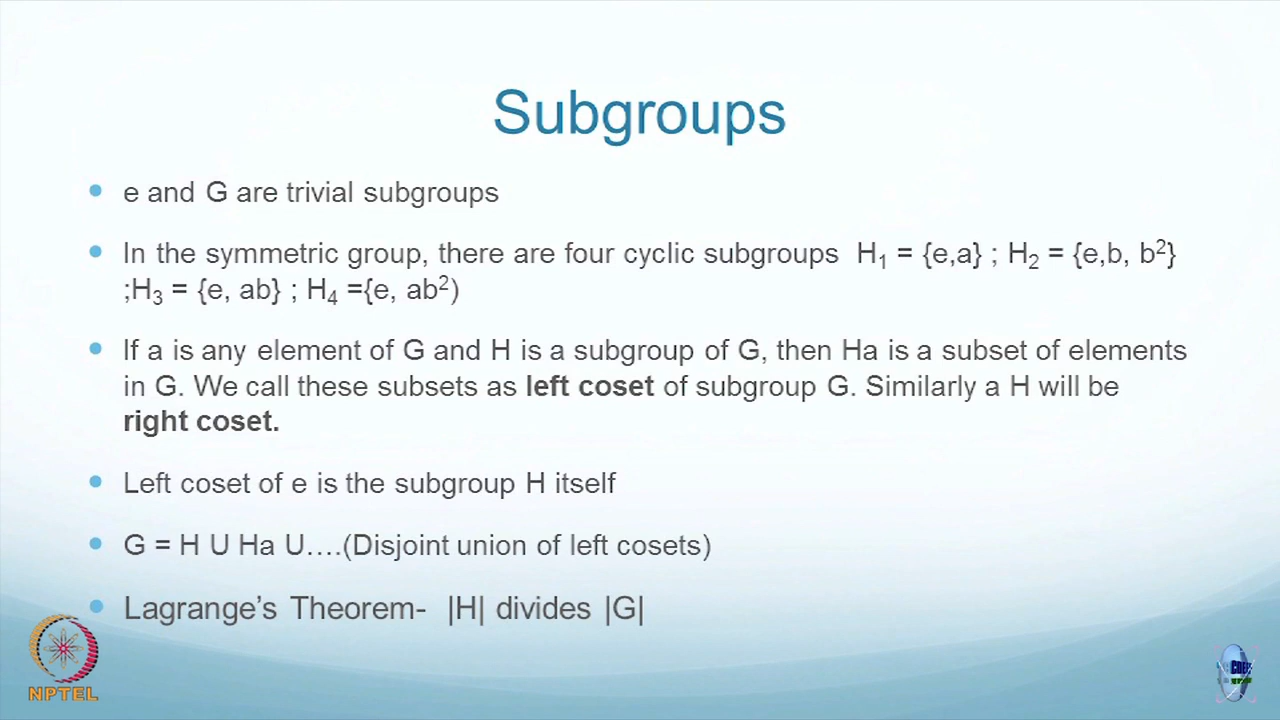 Subgroups
e and G are trivial subgroups
In the symmetric group, there are four cyclic subgroups H₁ = {e,a} ; H₂ = {e,b, b²}
;H₃ = {e, ab} ; H₄ ={e, ab²)
If a is any element of G and H is a subgroup of G, then Ha is a subset of elements
in G. We call these subsets as left coset of subgroup G. Similarly a H will be
right coset.
Left coset of e is the subgroup H itself
G = H U Ha U….(Disjoint union of left cosets)
Lagrange’s Theorem- |H| divides |G|
NPTEL